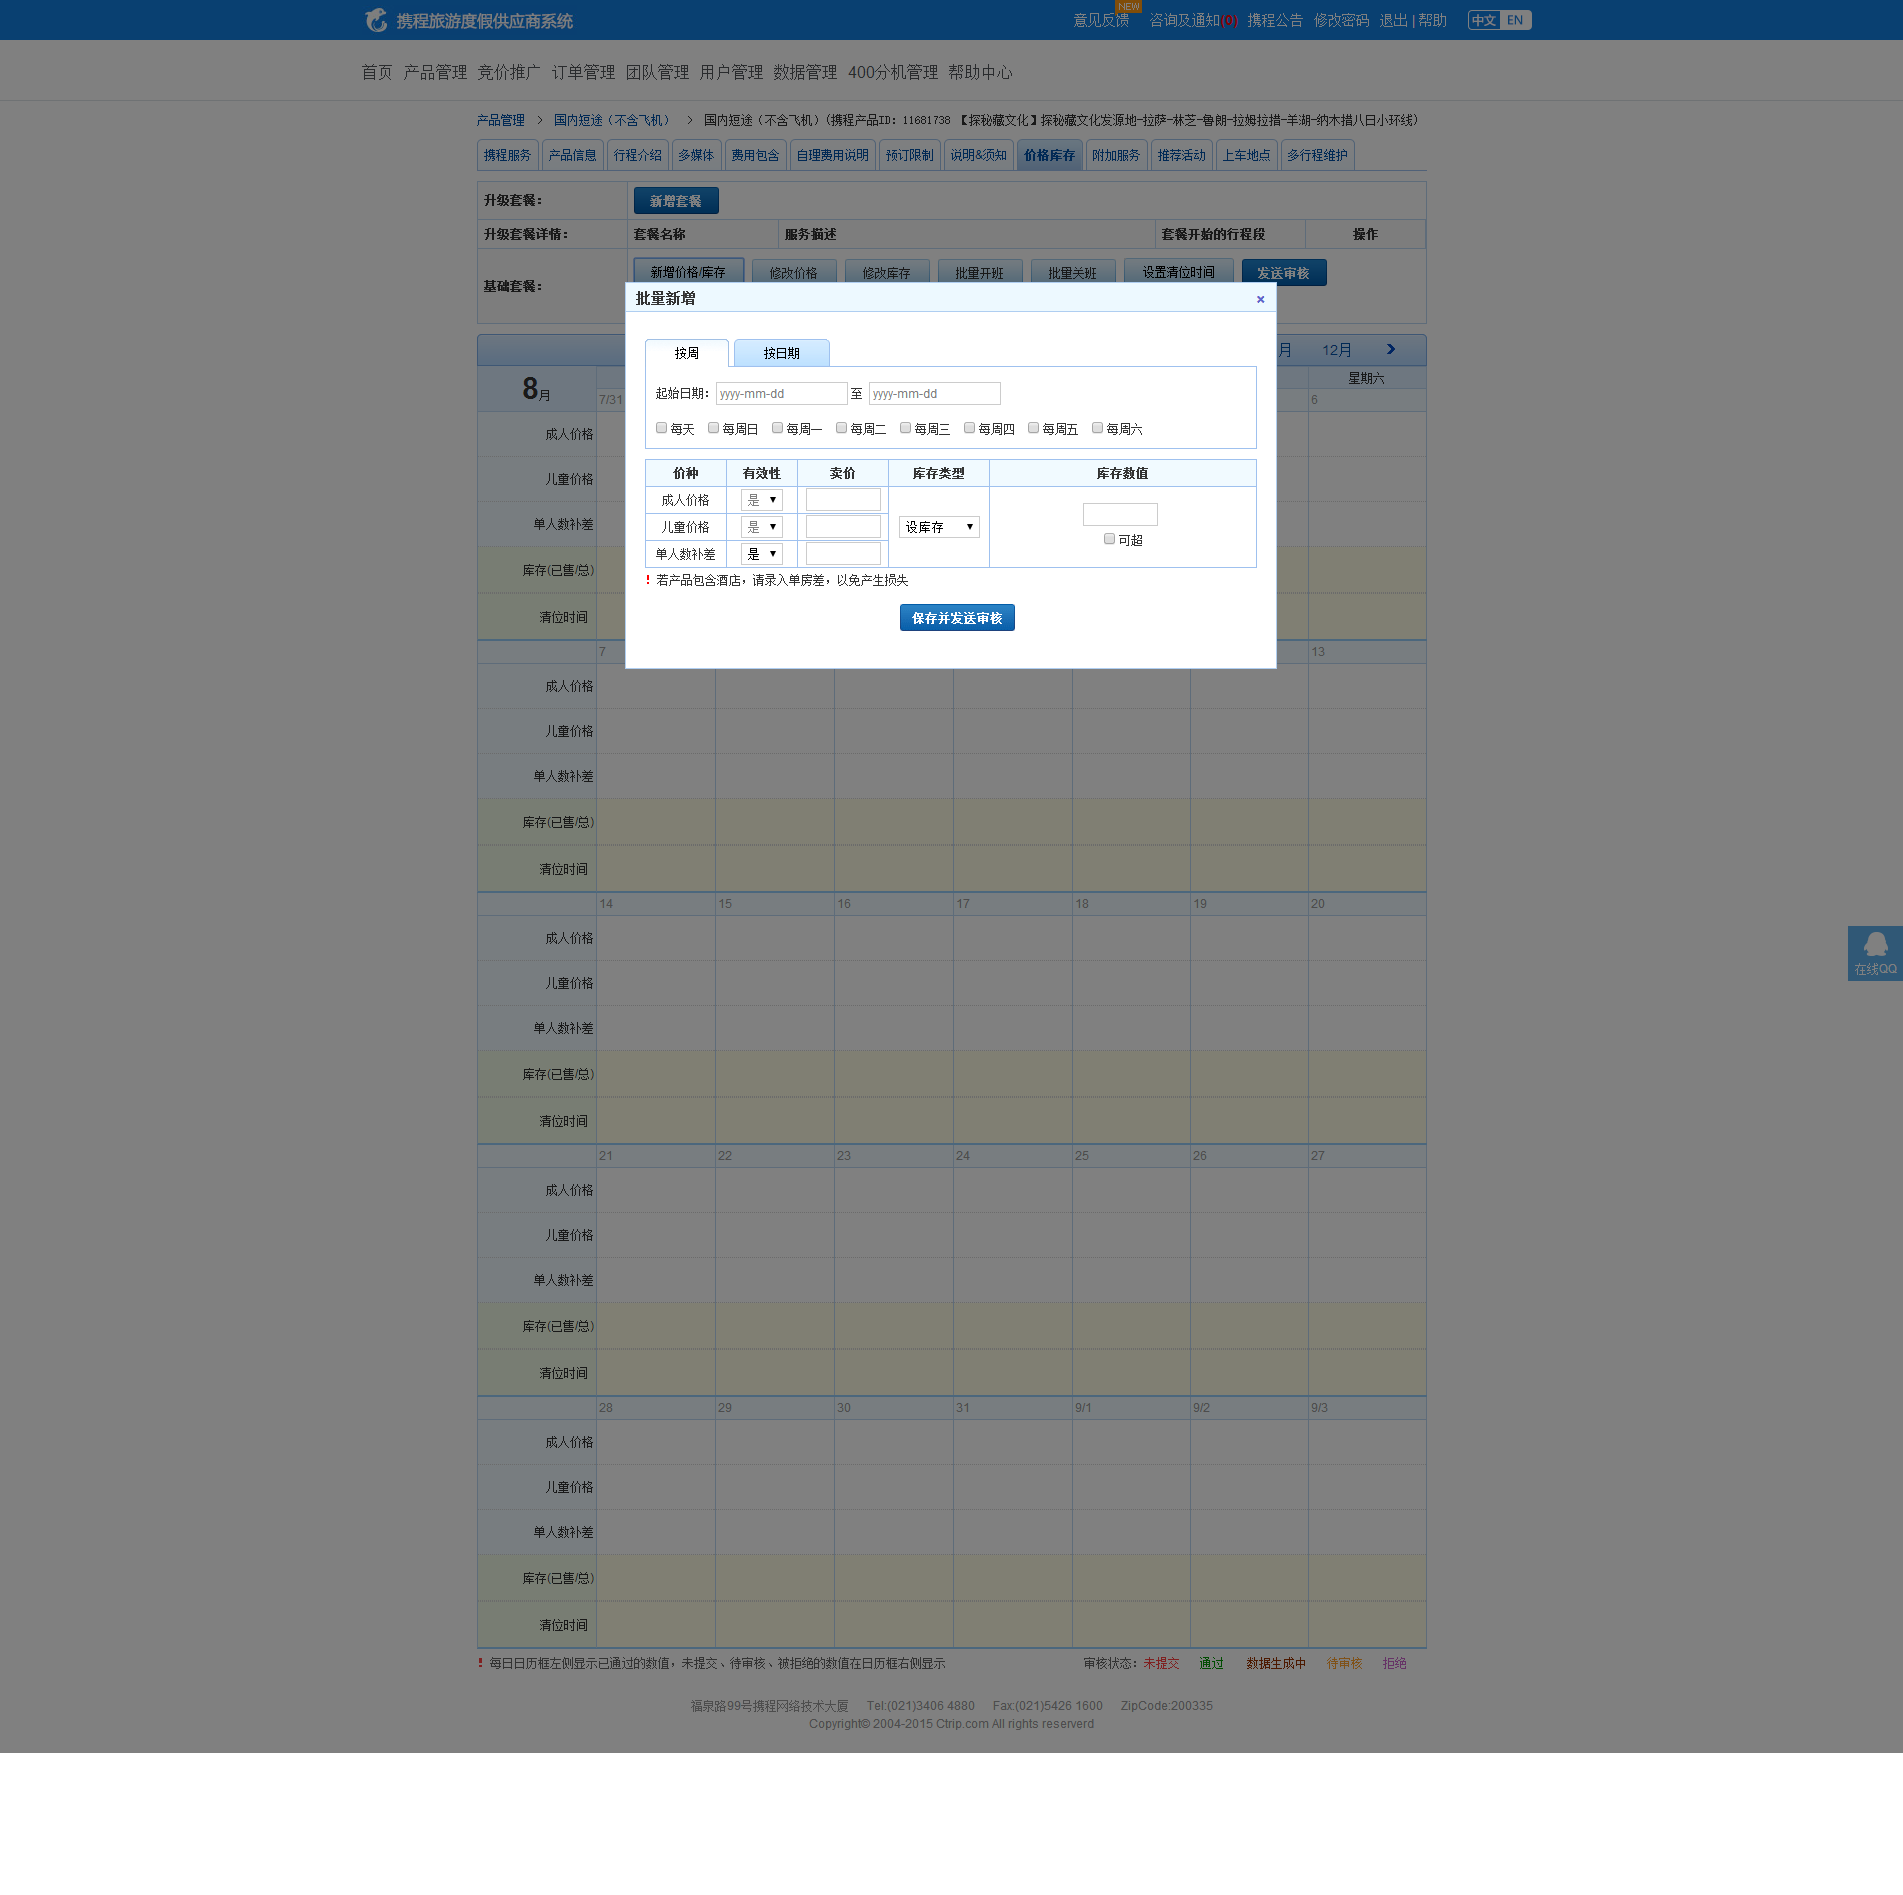 携程旅游度假供应商系统
意见反馈 NEW 咨询及通知(0) 携程公告 修改密码 退出 | 帮助 中文 EN
首页 产品管理 竞价推广 订单管理 团队管理 用户管理 数据管理 400分机管理 帮助中心
产品管理 > 国内短途（不含飞机） > 国内短途（不含飞机）(携程产品ID: 11681738 【探秘藏文化】探秘藏文化发源地-拉萨-林芝-鲁朗-拉姆拉措-羊湖-纳木措八日小环线)
携程服务 产品信息 行程介绍 多媒体 费用包含 自理费用说明 预订限制 说明&须知 价格库存 附加服务 推荐活动 上车地点 多行程维护
升级套餐: 新增套餐
升级套餐详情: 套餐名称 服务描述 套餐开始的行程段 操作
基础套餐: 新增价格/库存 修改价格 修改库存 批量开班 批量关班 设置清位时间 发送审核
批量新增 ×
按周 按日期
起始日期: yyyy-mm-dd 至 yyyy-mm-dd
每天 每周日 每周一 每周二 每周三 每周四 每周五 每周六
价种 有效性 卖价 库存类型 库存数值
成人价格 是
儿童价格 是 设库存
可超
单人数补差 是
! 若产品包含酒店，请录入单房差，以免产生损失
保存并发送审核
月 12月
8月 星期六
7/31 6
成人价格
儿童价格
单人数补差
库存(已售/总)
清位时间
7 13
成人价格
儿童价格
单人数补差
库存(已售/总)
清位时间
14 15 16 17 18 19 20
成人价格
儿童价格
单人数补差
库存(已售/总)
清位时间
21 22 23 24 25 26 27
成人价格
儿童价格
单人数补差
库存(已售/总)
清位时间
28 29 30 31 9/1 9/2 9/3
成人价格
儿童价格
单人数补差
库存(已售/总)
清位时间
! 每日日历框左侧显示已通过的数值，未提交、待审核、被拒绝的数值在日历框右侧显示 审核状态: 未提交 通过 数据生成中 待审核 拒绝
在线QQ
福泉路99号携程网络技术大厦 Tel:(021)3406 4880 Fax:(021)5426 1600 ZipCode:200335
Copyright© 2004-2015 Ctrip.com All rights reserverd